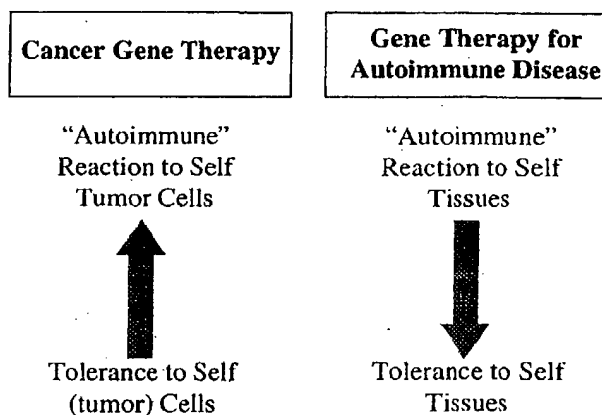 Cancer Gene Therapy
"Autoimmune"
Reaction to Self
Tumor Cells
Tolerance to Self
(tumor) Cells
Gene Therapy for
Autoimmune Disease
"Autoimmune"
Reaction to Self
Tissues
Tolerance to Self
Tissues